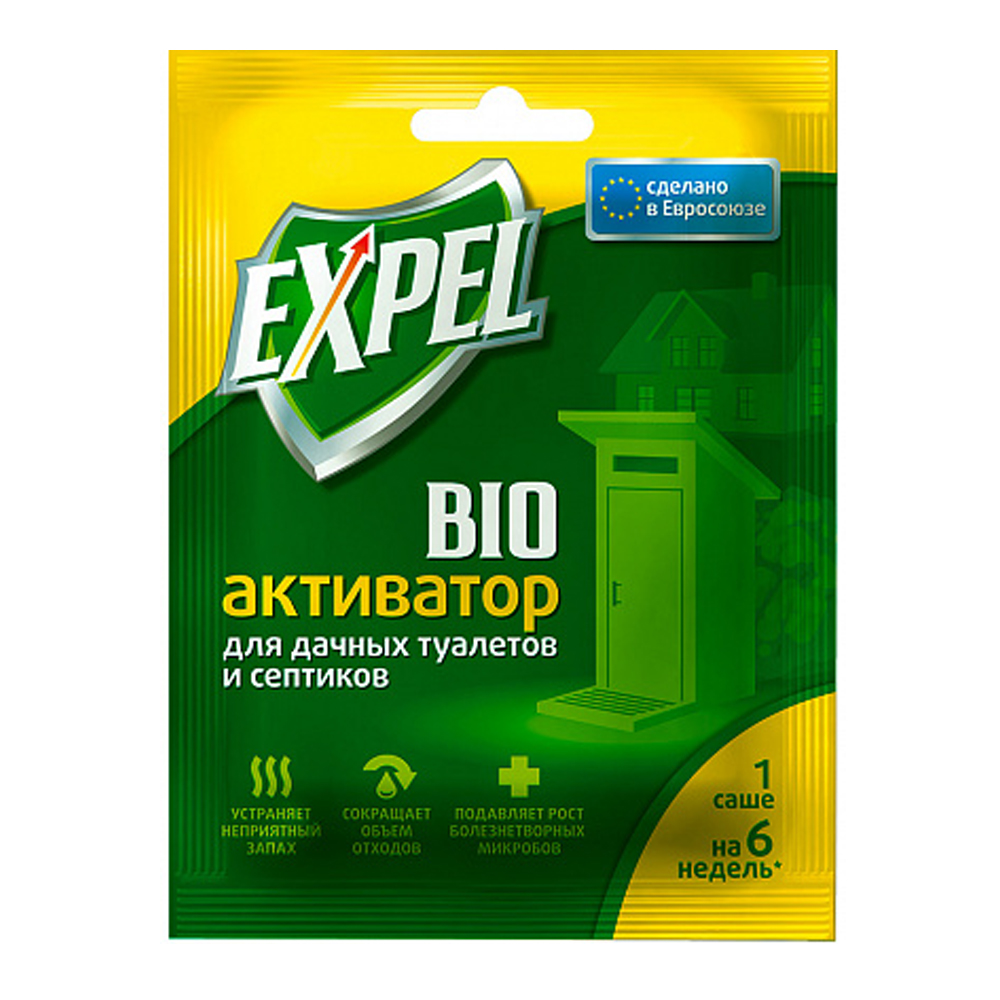 сделано
в Евросоюзе
EXPEL
BIO
активатор
для дачных туалетов
и септиков
УСТРАНЯЕТ
НЕПРИЯТНЫЙ
ЗАПАХ
СОКРАЩАЕТ
ОБЪЕМ
ОТХОДОВ
ПОДАВЛЯЕТ РОСТ
БОЛЕЗНЕТВОРНЫХ
МИКРОБОВ
1
саше
на 6
недель*